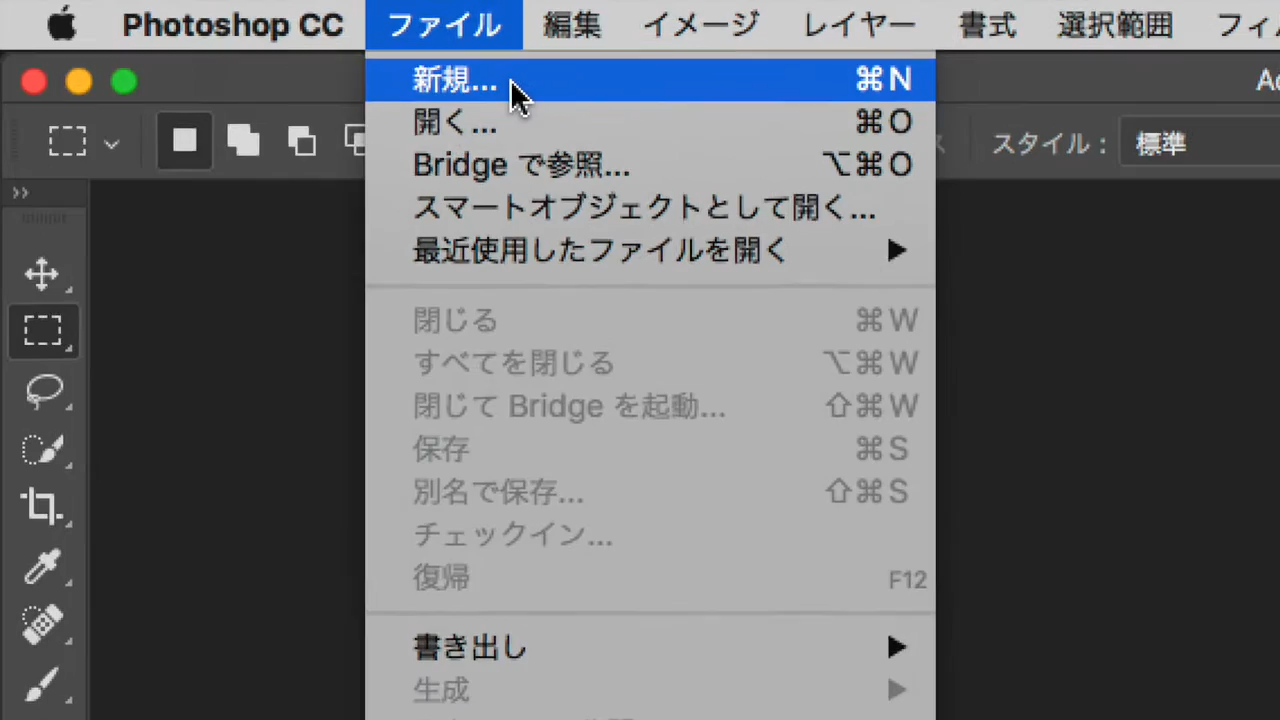 Photoshop CC ファイル 編集 イメージ レイヤー 書式 選択範囲
スタイル： 標準
新規... ⌘N
開く... ⌘O
Bridge で参照... ⌥⌘O
スマートオブジェクトとして開く...
最近使用したファイルを開く ▶
閉じる ⌘W
すべてを閉じる ⌥⌘W
閉じて Bridge を起動... ⇧⌘W
保存 ⌘S
別名で保存... ⇧⌘S
チェックイン...
復帰 F12
書き出し ▶
生成 ▶